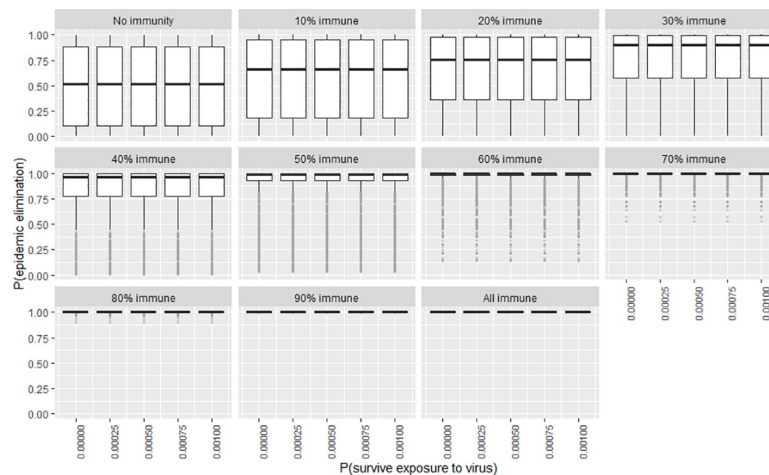 No immunity 10% immune 20% immune 30% immune
1.00
0.75
0.50
0.25
0.00
40% immune 50% immune 60% immune 70% immune
1.00
0.75
0.50
0.25
0.00
80% immune 90% immune All immune
1.00
0.75
0.50
0.25
0.00
P(epidemic elimination)
0.00000 0.00025 0.00050 0.00075 0.00100
0.00000 0.00025 0.00050 0.00075 0.00100
0.00000 0.00025 0.00050 0.00075 0.00100
0.00000 0.00025 0.00050 0.00075 0.00100
P(survive exposure to virus)